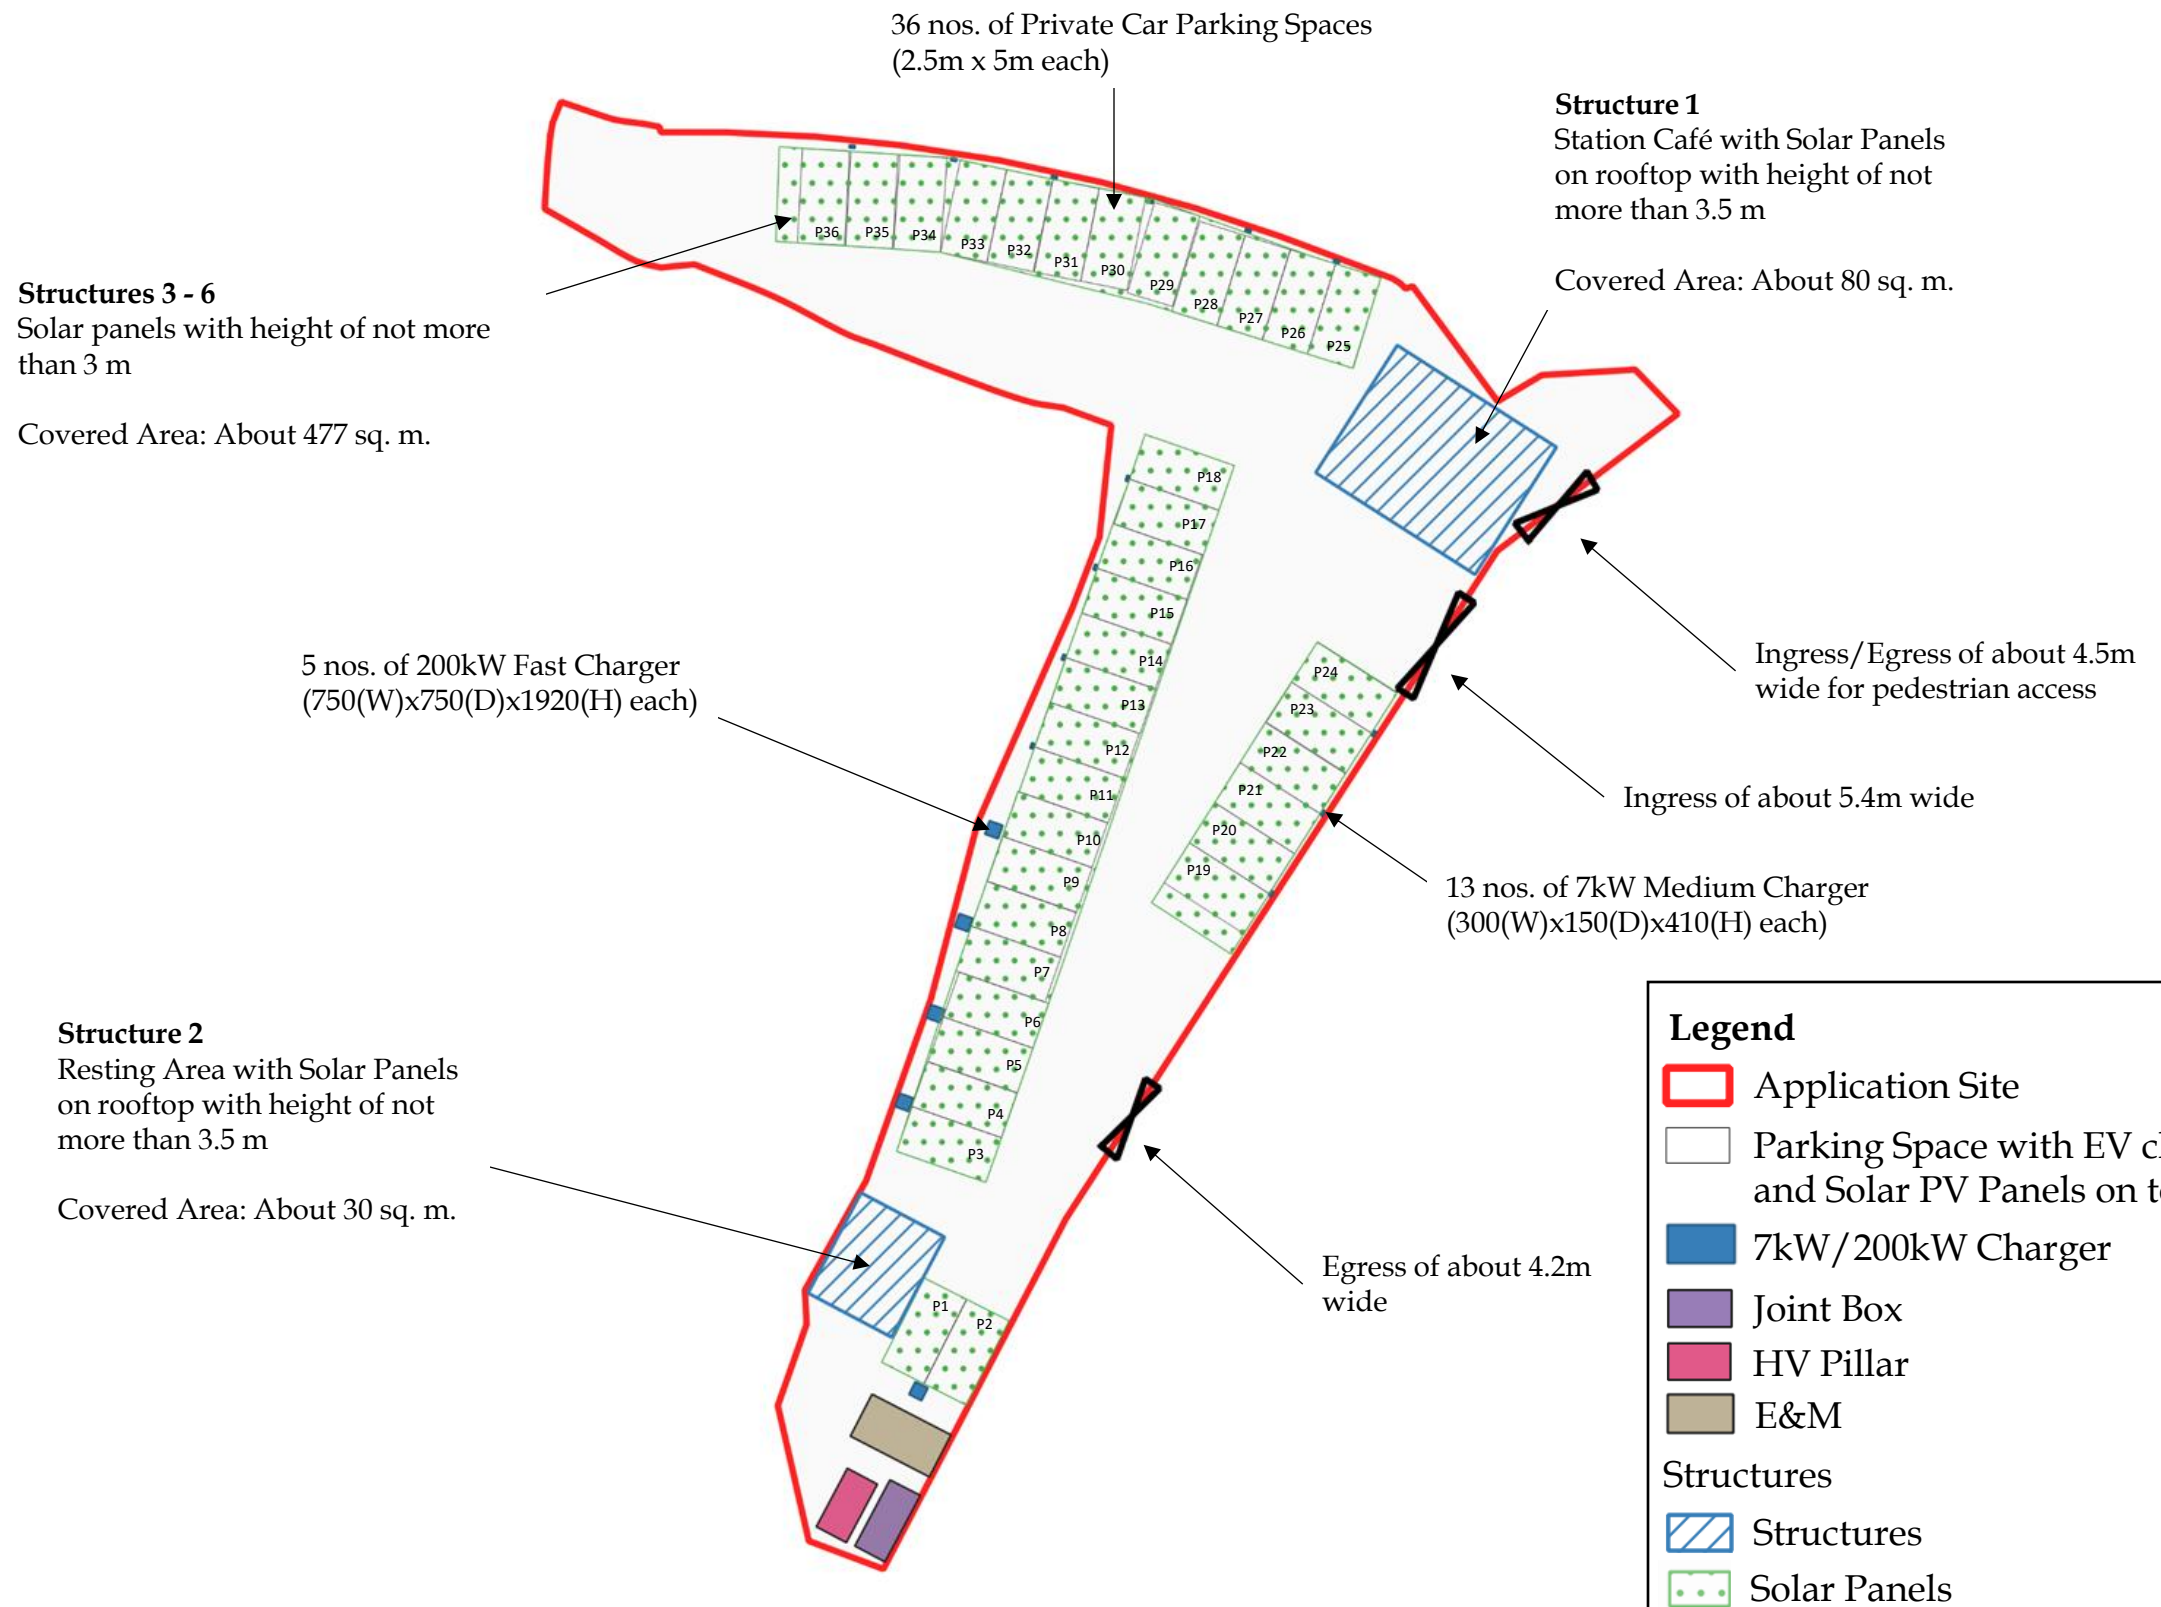 36 nos. of Private Car Parking Spaces
(2.5m x 5m each)
Structure 1
Station Café with Solar Panels
on rooftop with height of not
more than 3.5 m
Covered Area: About 80 sq. m.
Structures 3 - 6
Solar panels with height of not more
than 3 m
Covered Area: About 477 sq. m.
P36
P35
P34
P33
P32
P31
P30
P29
P28
P27
P26
P25
P18
P17
P16
P15
P14
P13
P12
P11
P10
P9
P8
P7
P6
P5
P4
P3
P24
P23
P22
P21
P20
P19
5 nos. of 200kW Fast Charger
(750(W)x750(D)x1920(H) each)
Ingress/Egress of about 4.5m
wide for pedestrian access
Ingress of about 5.4m wide
13 nos. of 7kW Medium Charger
(300(W)x150(D)x410(H) each)
Structure 2
Resting Area with Solar Panels
on rooftop with height of not
more than 3.5 m
Covered Area: About 30 sq. m.
Egress of about 4.2m
wide
P1
P2
Legend
Application Site
Parking Space with EV
and Solar PV Panels on
7kW/200kW Charger
Joint Box
HV Pillar
E&M
Structures
Structures
Solar Panels